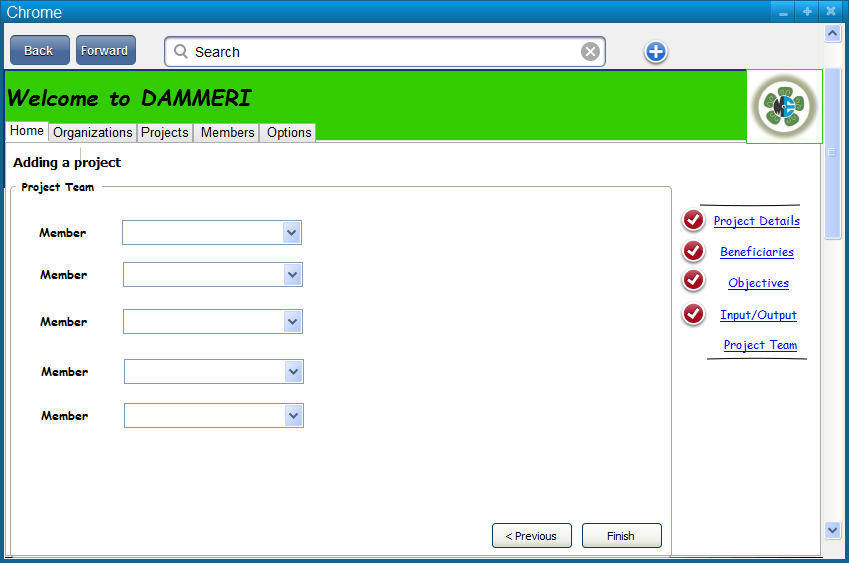 Chrome
Back Forward Search
Welcome to DAMMERI
Home Organizations Projects Members Options
Adding a project
Project Team
Member
Member
Member
Member
Member
Project Details
Beneficiaries
Objectives
Input/Output
Project Team
< Previous Finish